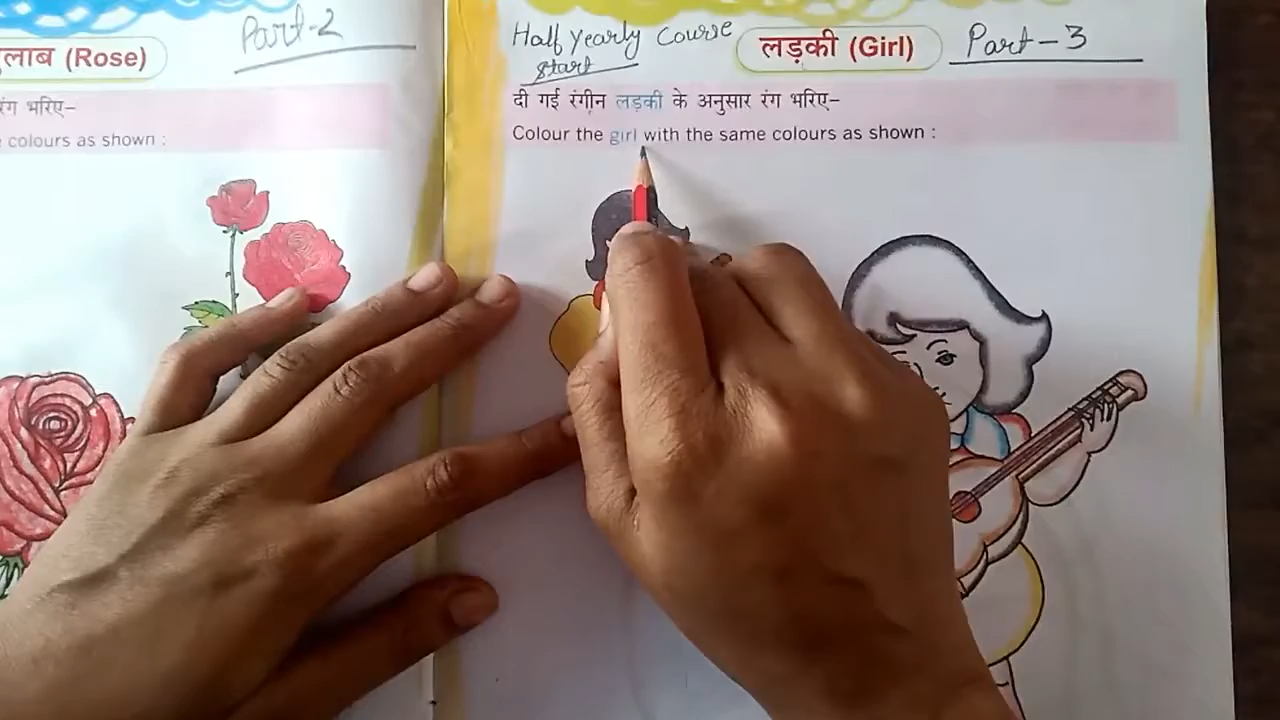 ुलाब (Rose)
Part-2
रंग भरिए–
colours as shown :
Half Yearly Course
start
लड़की (Girl)
Part-3
दी गई रंगीन लड़की के अनुसार रंग भरिए–
Colour the girl with the same colours as shown :